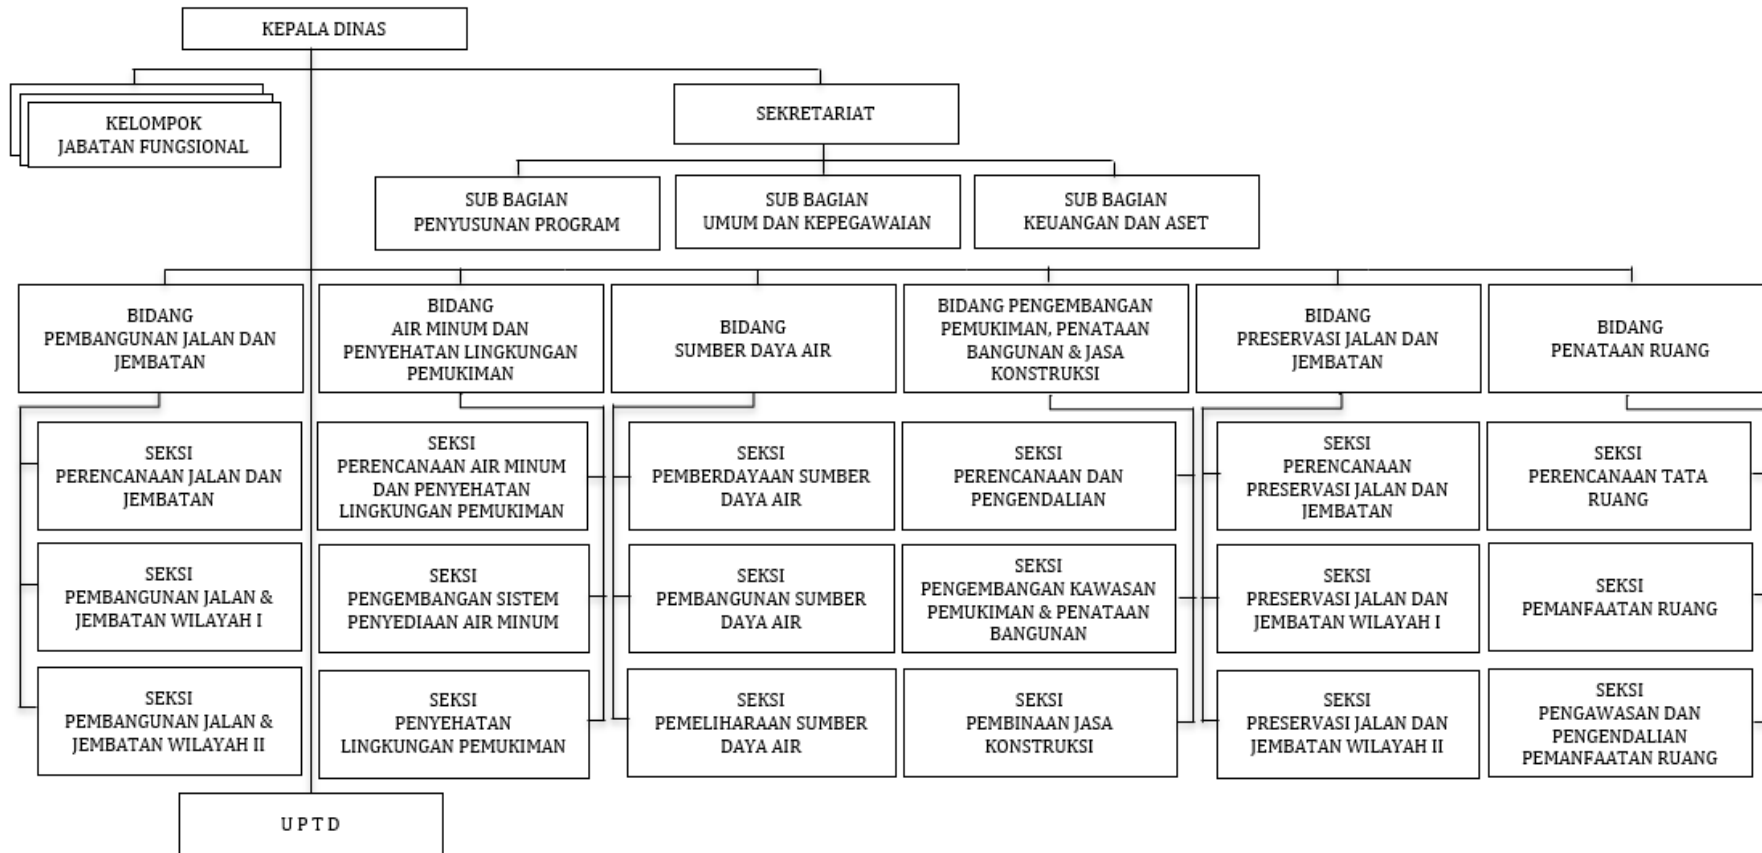 KEPALA DINAS
KELOMPOK
JABATAN FUNGSIONAL
SEKRETARIAT
SUB BAGIAN
PENYUSUNAN PROGRAM
SUB BAGIAN
UMUM DAN KEPEGAWAIAN
SUB BAGIAN
KEUANGAN DAN ASET
BIDANG
PEMBANGUNAN JALAN DAN
JEMBATAN
BIDANG
AIR MINUM DAN
PENYEHATAN LINGKUNGAN
PEMUKIMAN
BIDANG
SUMBER DAYA AIR
BIDANG PENGEMBANGAN
PEMUKIMAN, PENATAAN
BANGUNAN & JASA
KONSTRUKSI
BIDANG
PRESERVASI JALAN DAN
JEMBATAN
BIDANG
PENATAAN RUANG
SEKSI
PERENCANAAN JALAN DAN
JEMBATAN
SEKSI
PERENCANAAN AIR MINUM
DAN PENYEHATAN
LINGKUNGAN PEMUKIMAN
SEKSI
PEMBERDAYAAN SUMBER
DAYA AIR
SEKSI
PERENCANAAN DAN
PENGENDALIAN
SEKSI
PERENCANAAN
PRESERVASI JALAN DAN
JEMBATAN
SEKSI
PERENCANAAN TATA
RUANG
SEKSI
PEMBANGUNAN JALAN &
JEMBATAN WILAYAH I
SEKSI
PENGEMBANGAN SISTEM
PENYEDIAAN AIR MINUM
SEKSI
PEMBANGUNAN SUMBER
DAYA AIR
SEKSI
PENGEMBANGAN KAWASAN
PEMUKIMAN & PENATAAN
BANGUNAN
SEKSI
PRESERVASI JALAN DAN
JEMBATAN WILAYAH I
SEKSI
PEMANFAATAN RUANG
SEKSI
PEMBANGUNAN JALAN &
JEMBATAN WILAYAH II
SEKSI
PENYEHATAN
LINGKUNGAN PEMUKIMAN
SEKSI
PEMELIHARAAN SUMBER
DAYA AIR
SEKSI
PEMBINAAN JASA
KONSTRUKSI
SEKSI
PRESERVASI JALAN DAN
JEMBATAN WILAYAH II
SEKSI
PENGAWASAN DAN
PENGENDALIAN
PEMANFAATAN RUANG
U P T D